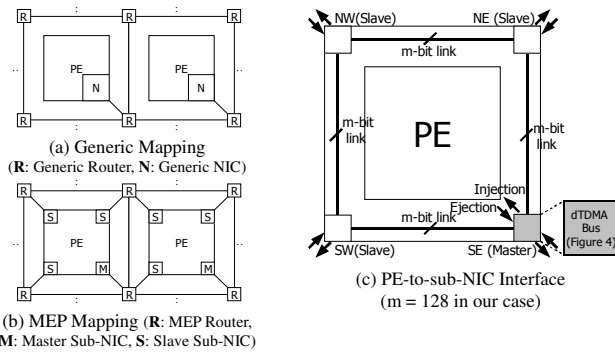 R R R
PE PE
N N
R R R
(a) Generic Mapping
(R: Generic Router, N: Generic NIC)
R R R
S S S S
PE PE
S M S M
R R R
(b) MEP Mapping (R: MEP Router,
M: Master Sub-NIC, S: Slave Sub-NIC)
NW(Slave) NE (Slave)
m-bit link
m-bit link
PE
m-bit link
Injection
Ejection
m-bit link
SW(Slave) SE (Master)
dTDMA
Bus
(Figure 4)
(c) PE-to-sub-NIC Interface
(m = 128 in our case)